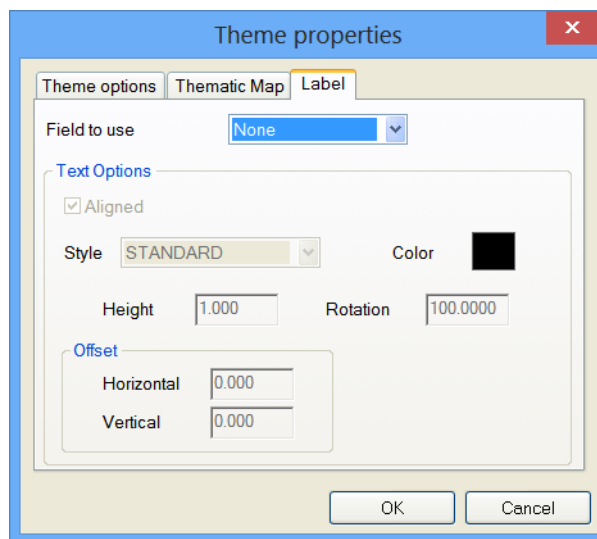 Theme properties
Theme options Thematic Map Label
Field to use None
Text Options
Aligned
Style STANDARD Color
Height 1.000 Rotation 100.0000
Offset
Horizontal 0.000
Vertical 0.000
OK Cancel